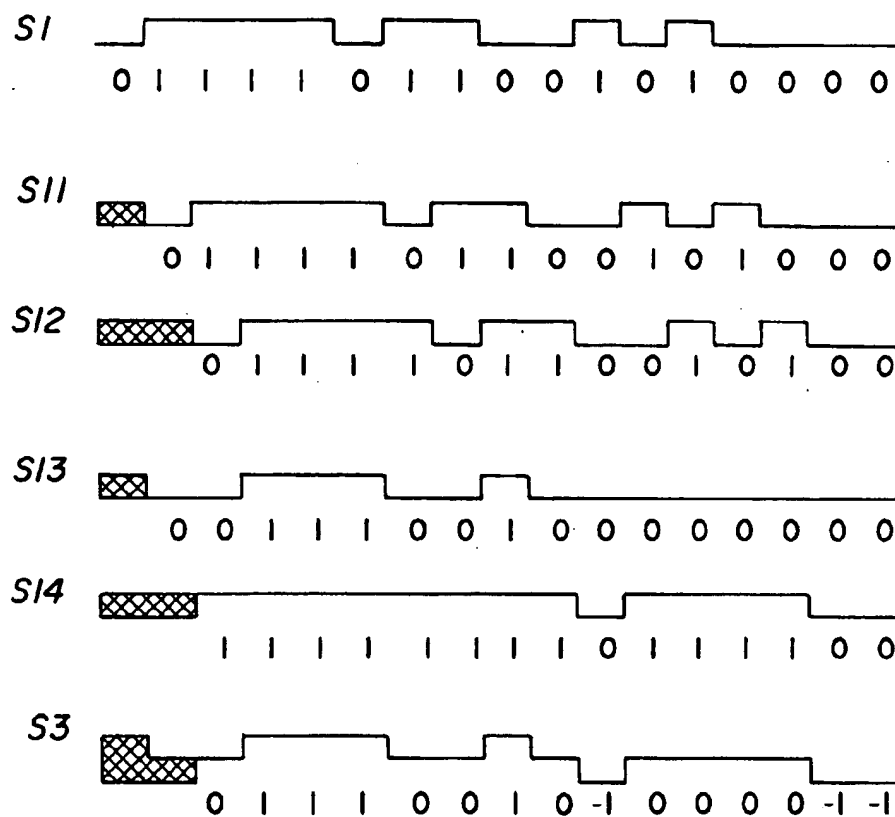 S1
0 1 1 1 1 0 1 1 0 0 1 0 1 0 0 0 0
S11
0 1 1 1 1 0 1 1 0 0 1 0 1 0 0 0
S12
0 1 1 1 1 0 1 1 0 0 1 0 1 0 0
S13
0 0 1 1 1 0 0 1 0 0 0 0 0 0 0 0
S14
1 1 1 1 1 1 1 1 0 1 1 1 1 0 0
S3
0 1 1 1 0 0 1 0 -1 0 0 0 0 -1 -1